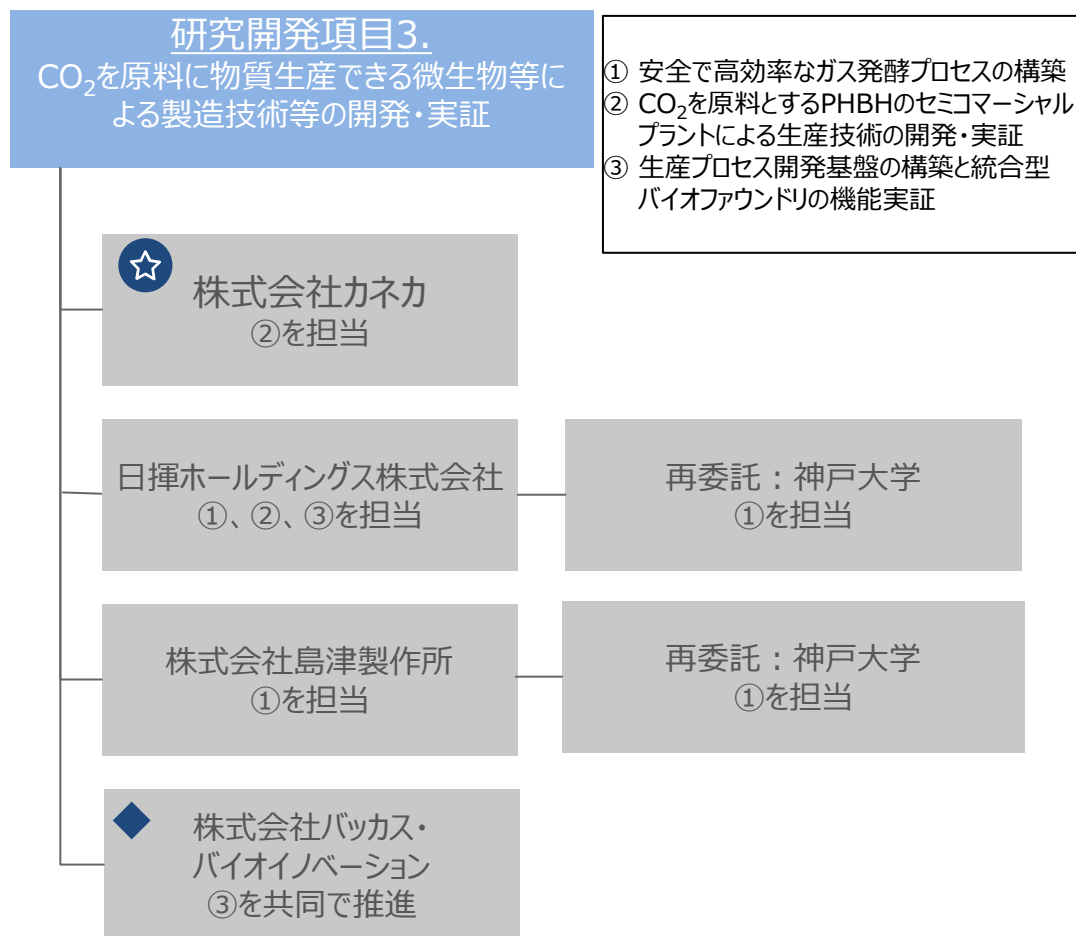 研究開発項目3.
CO₂を原料に物質生産できる微生物等に
よる製造技術等の開発・実証
① 安全で高効率なガス発酵プロセスの構築
② CO₂を原料とするPHBHのセミコマーシャル
プラントによる生産技術の開発・実証
③ 生産プロセス開発基盤の構築と統合型
バイオファウンドリの機能実証
株式会社カネカ
②を担当
日揮ホールディングス株式会社
①、②、③を担当
再委託：神戸大学
①を担当
株式会社島津製作所
①を担当
再委託：神戸大学
①を担当
株式会社バッカス・
バイオイノベーション
③を共同で推進